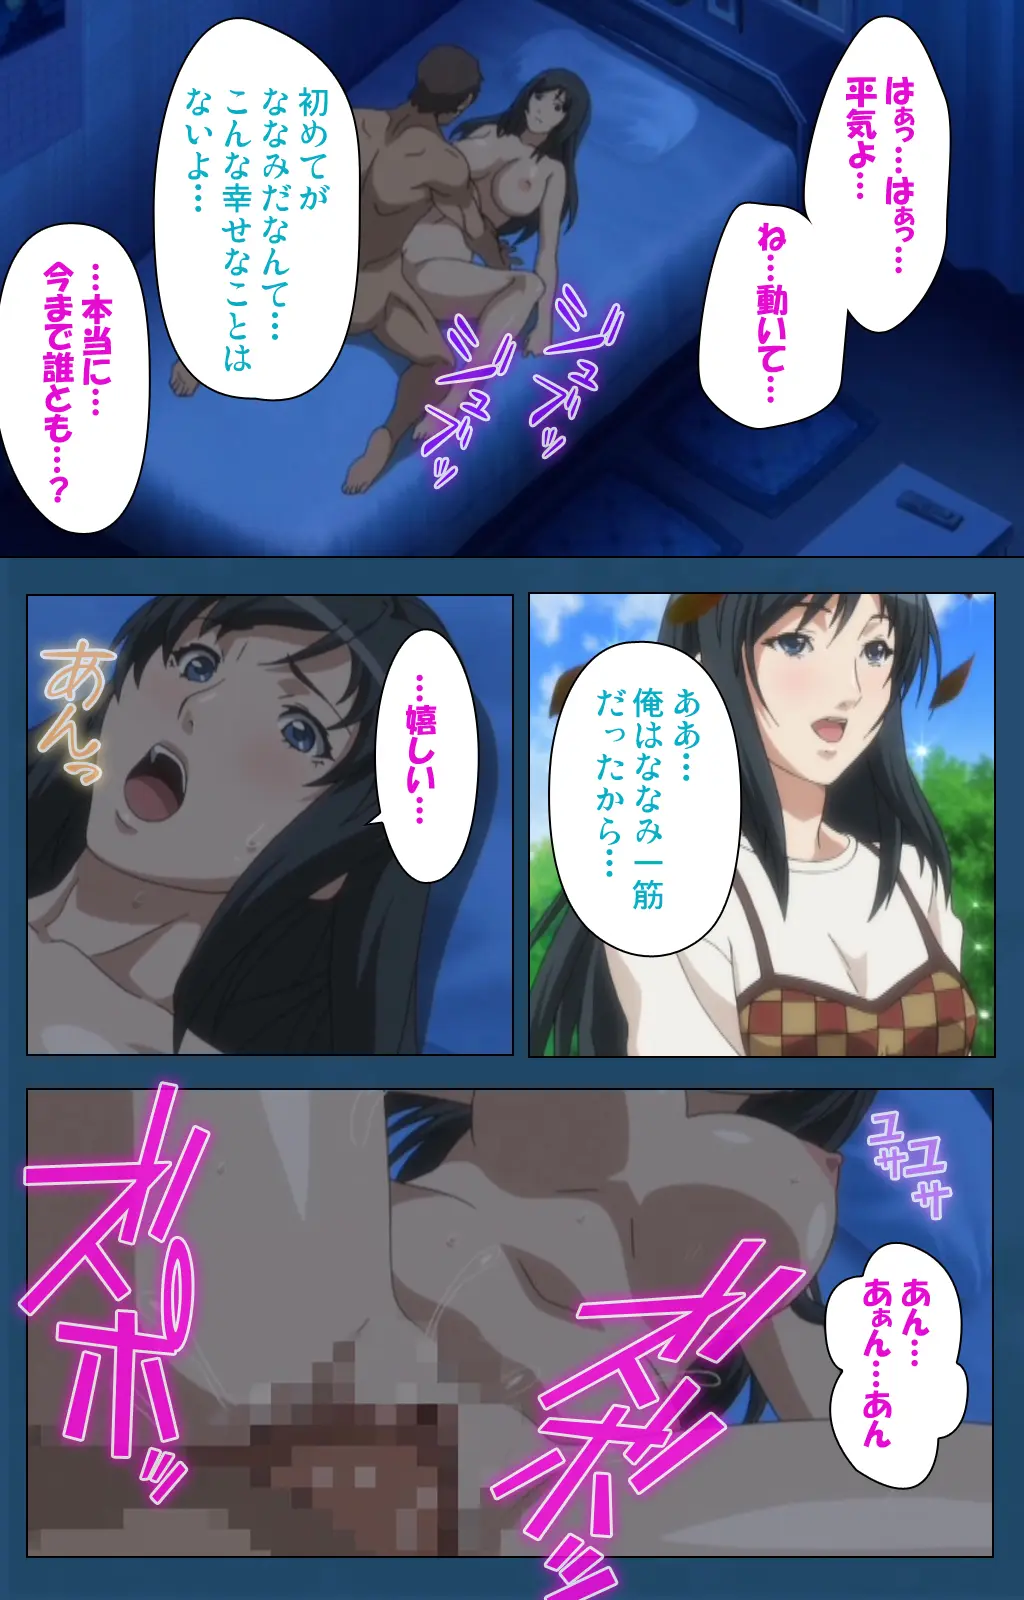 はぁっ…はぁっ…
平気よ…
ね…動いて…
初めてが
ななみだなんて…
こんな幸せなことは
ないよ…
…本当に…
今まで誰とも…？
ジュブッ
ジュブッ
ああ…
俺はななみ一筋
だったから…
…嬉しい…
あんっ
ユサ
ユサ
あん…
あぁん…あん
ズボッ
ズポッ